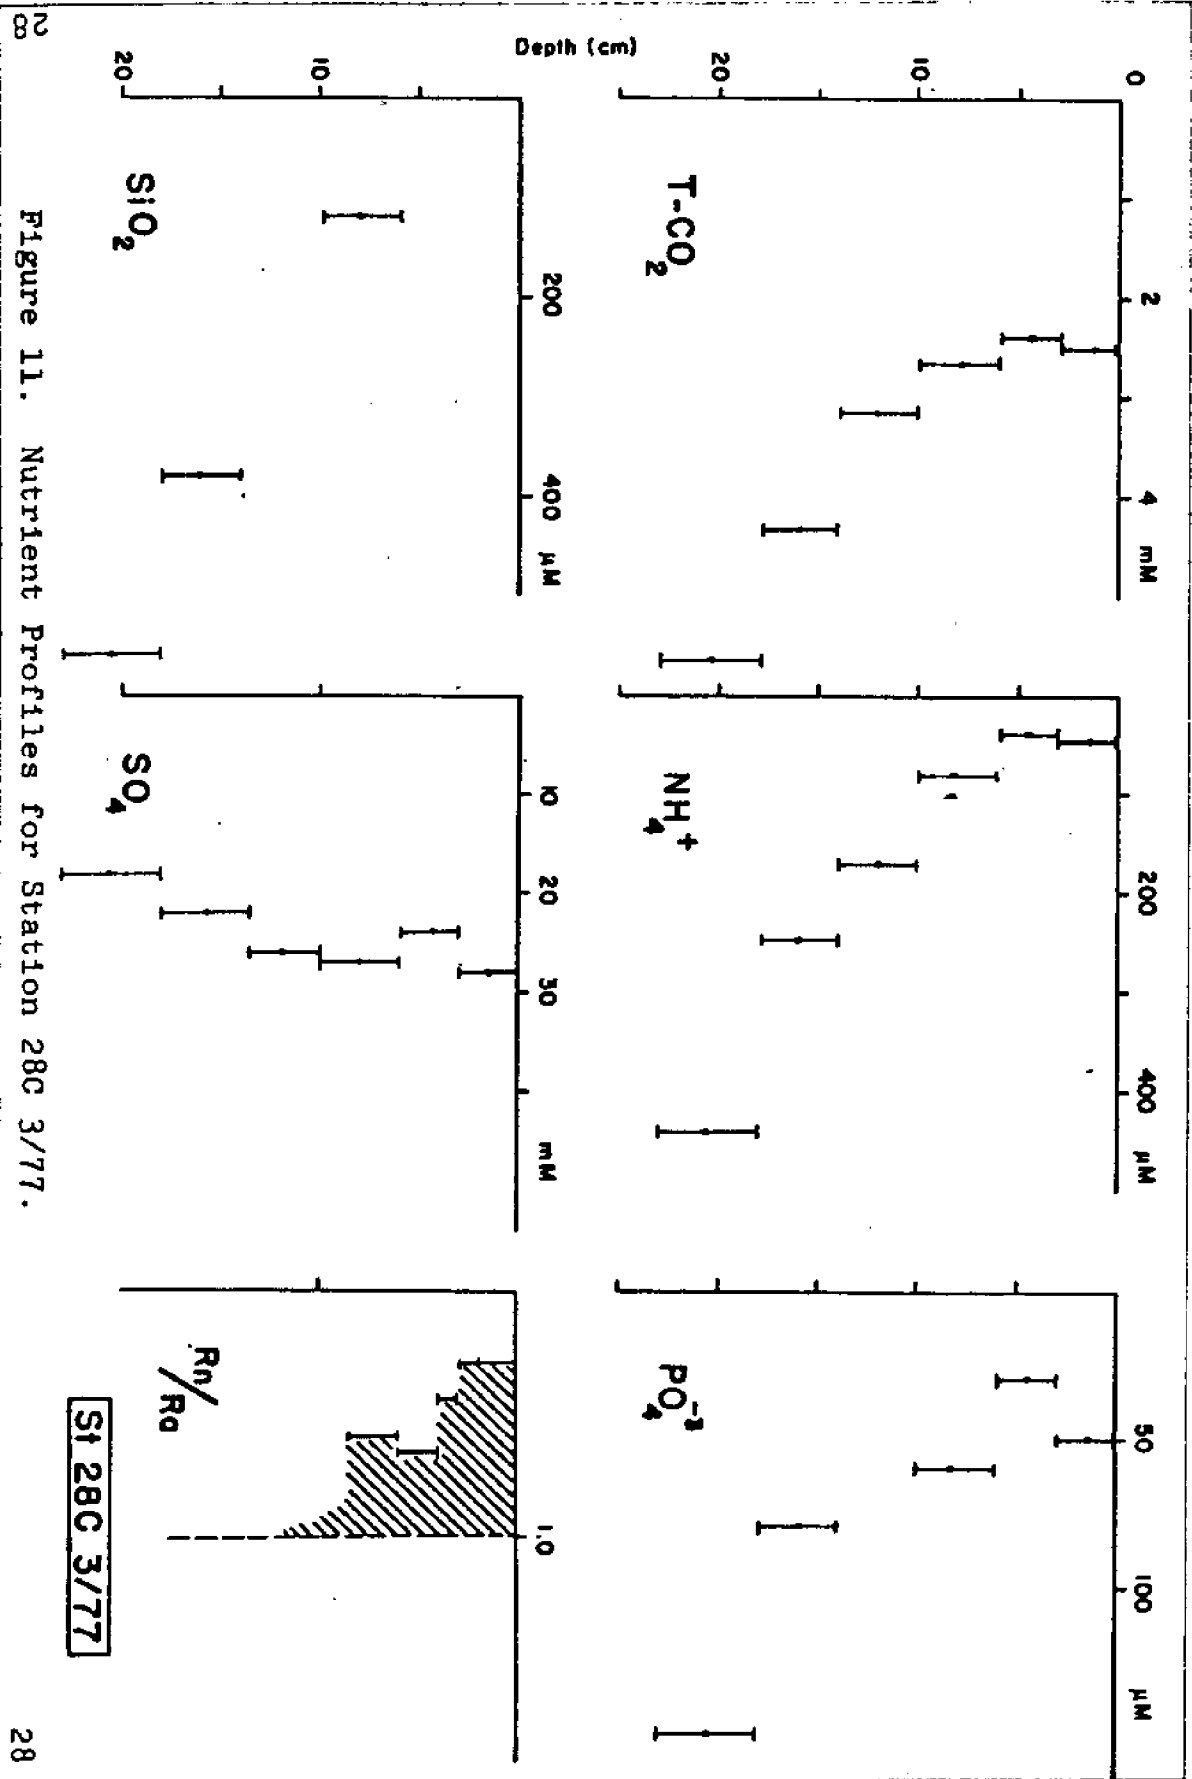 0
2
4
mM
10
20
T-CO2
200
400
μM
NH4+
50
100
μM
PO4-3
Depth (cm)
200
400
μM
10
20
SiO2
10
20
30
mM
SO4
1.0
Rn/Ra
St 28C 3/77
Figure 11. Nutrient Profiles for Station 28C 3/77.
28
28